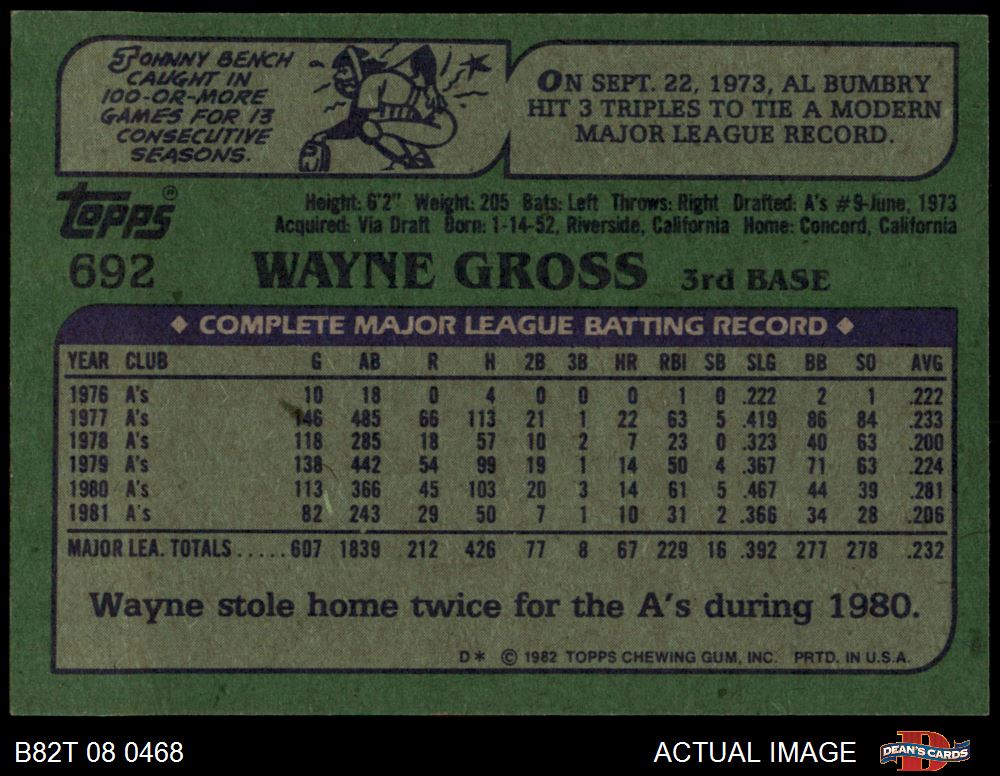 JOHNNY BENCH
CAUGHT IN
100-OR-MORE
GAMES FOR 13
CONSECUTIVE
SEASONS.
ON SEPT. 22, 1973, AL BUMBRY
HIT 3 TRIPLES TO TIE A MODERN
MAJOR LEAGUE RECORD.
topps®
Height: 6'2" Weight: 205 Bats: Left Throws: Right Drafted: A's #9-June, 1973
Acquired: Via Draft Born: 1-14-52, Riverside, California Home: Concord, California
692 WAYNE GROSS 3rd BASE
◆ COMPLETE MAJOR LEAGUE BATTING RECORD ◆
YEAR CLUB G AB R H 2B 3B HR RBI SB SLG BB SO AVG
1976 A's 10 18 0 4 0 0 0 1 0 .222 2 1 .222
1977 A's 146 485 66 113 21 1 22 63 5 .419 86 84 .233
1978 A's 118 285 18 57 10 2 7 23 0 .323 40 63 .200
1979 A's 138 442 54 99 19 1 14 50 4 .367 71 63 .224
1980 A's 113 366 45 103 20 3 14 61 5 .467 44 39 .281
1981 A's 82 243 29 50 7 1 10 31 2 .366 34 28 .206
MAJOR LEA. TOTALS.....607 1839 212 426 77 8 67 229 16 .392 277 278 .232
Wayne stole home twice for the A's during 1980.
D* © 1982 TOPPS CHEWING GUM, INC. PRTD. IN U.S.A.
B82T 08 0468 ACTUAL IMAGE DEAN'S CARDS